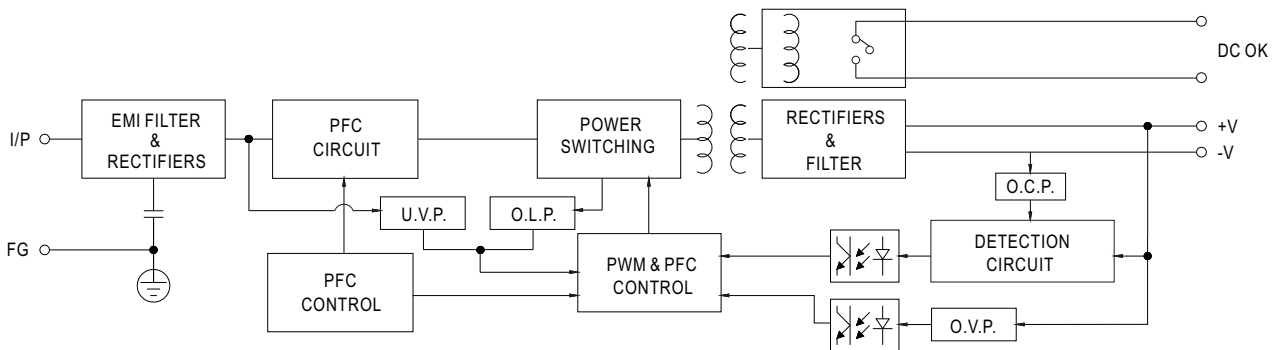 DC OK
I/P
EMI FILTER
&
RECTIFIERS
PFC
CIRCUIT
POWER
SWITCHING
RECTIFIERS
&
FILTER
+V
-V
O.C.P.
U.V.P.
O.L.P.
FG
PFC
CONTROL
PWM & PFC
CONTROL
DETECTION
CIRCUIT
O.V.P.